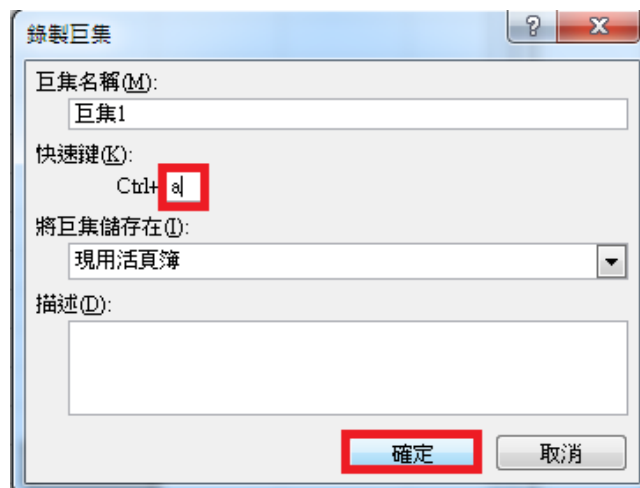 錄製巨集
巨集名稱(M):
巨集1
快速鍵(K):
Ctrl+ a
將巨集儲存在(I):
現用活頁簿
描述(D):
確定 取消